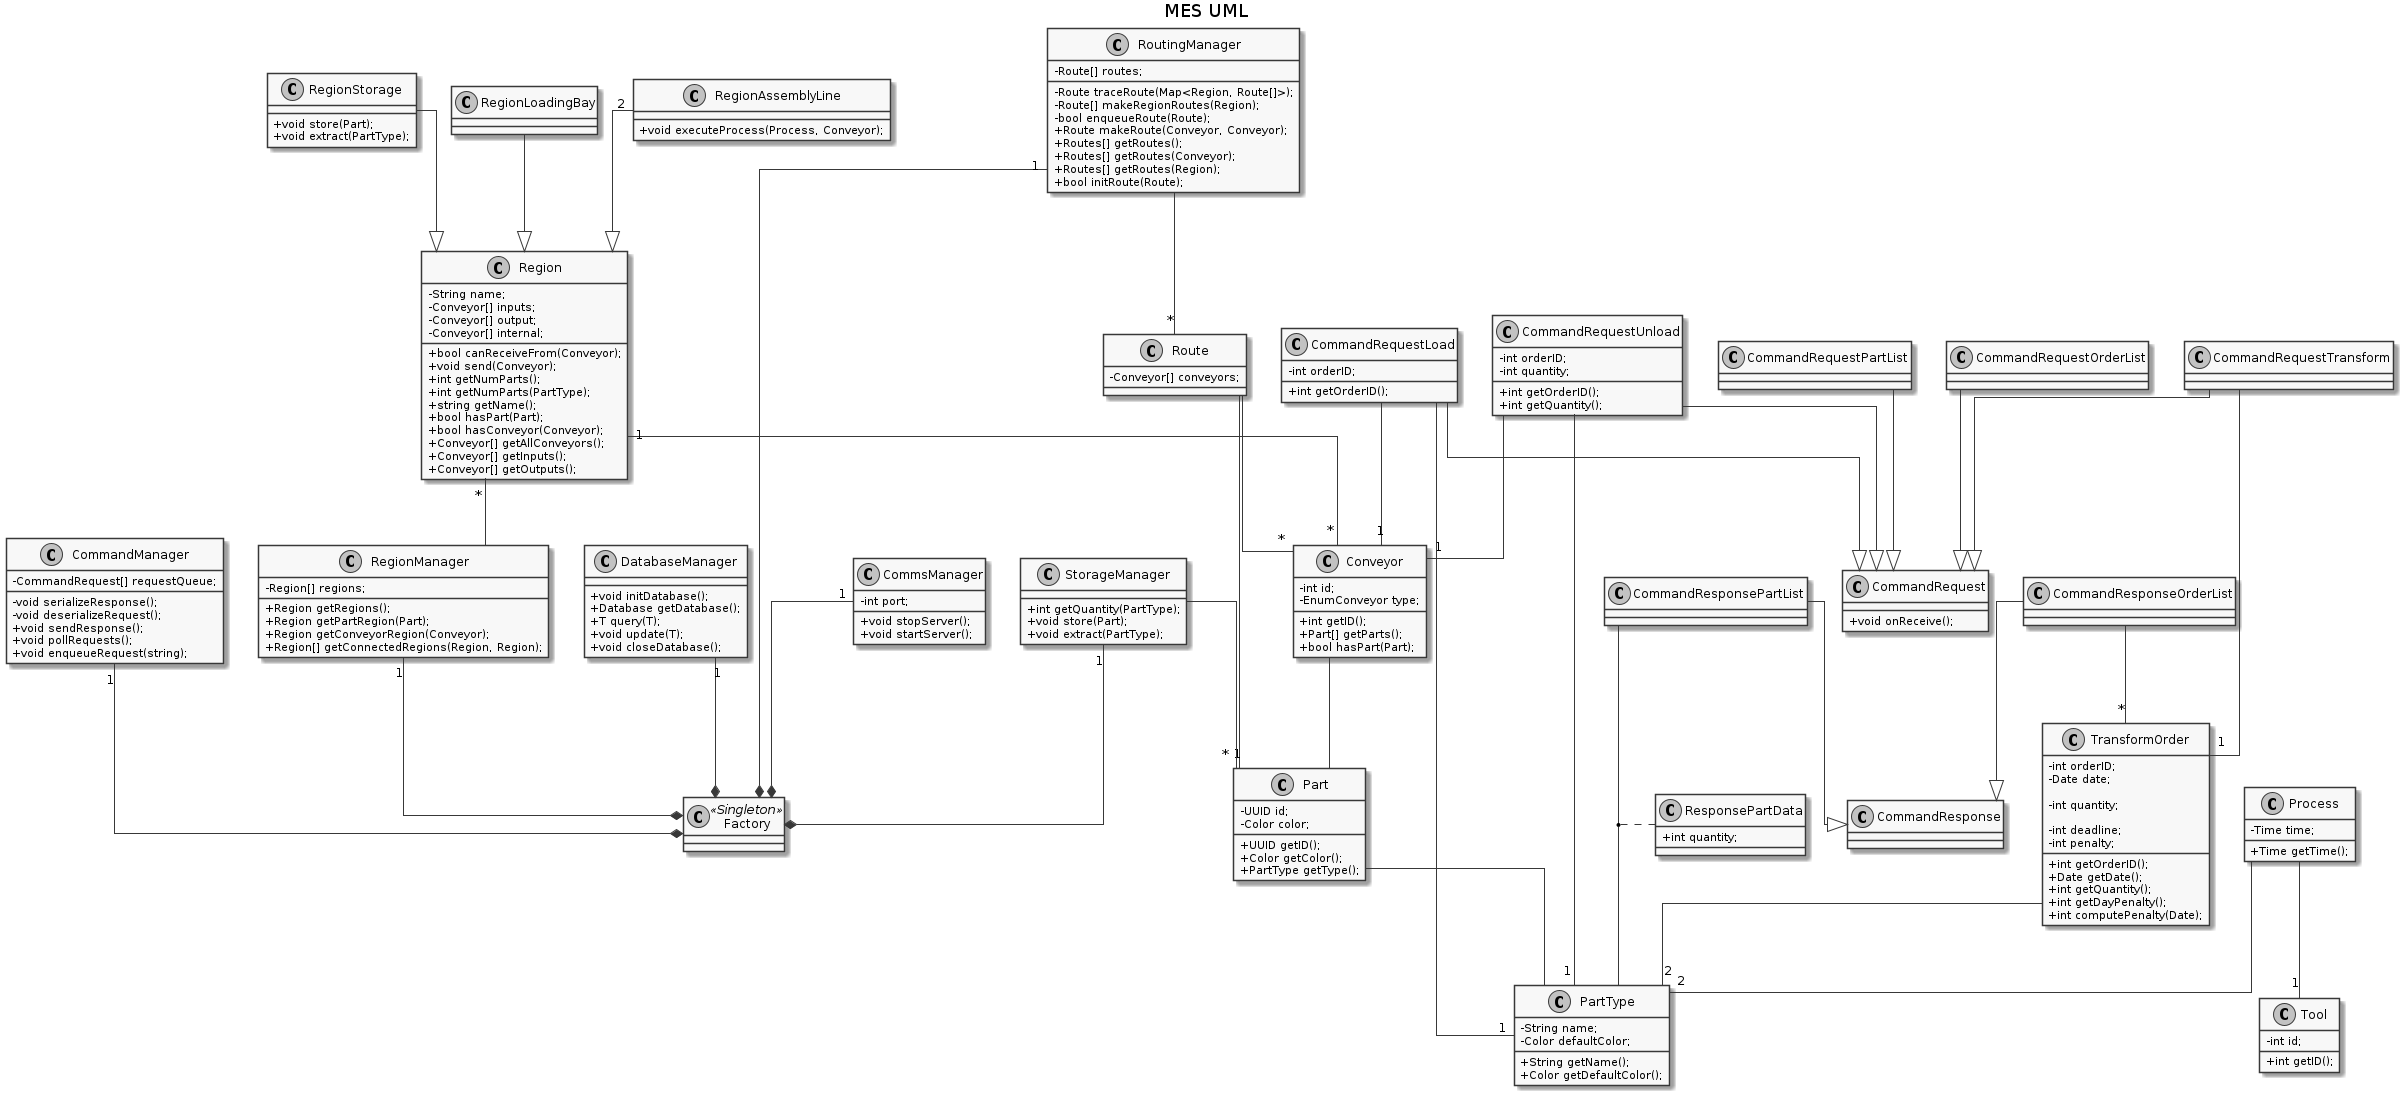 MES UML
C RoutingManager
-Route[] routes;
-Route traceRoute(Map<Region, Route[]>);
-Route[] makeRegionRoutes(Region);
-bool enqueueRoute(Route);
+Route makeRoute(Conveyor, Conveyor);
+Routes[] getRoutes();
+Routes[] getRoutes(Conveyor);
+Routes[] getRoutes(Region);
+bool initRoute(Route);
1
*
C RegionStorage
+void store(Part);
+void extract(PartType);
C RegionLoadingBay
C RegionAssemblyLine
+void executeProcess(Process, Conveyor);
2
C Region
-String name;
-Conveyor[] inputs;
-Conveyor[] output;
-Conveyor[] internal;
+bool canReceiveFrom(Conveyor);
+void send(Conveyor);
+int getNumParts();
+int getNumParts(PartType);
+string getName();
+bool hasPart(Part);
+bool hasConveyor(Conveyor);
+Conveyor[] getAllConveyors();
+Conveyor[] getInputs();
+Conveyor[] getOutputs();
1
*
C Route
-Conveyor[] conveyors;
C CommandRequestLoad
-int orderID;
+int getOrderID();
C CommandRequestUnload
-int orderID;
-int quantity;
+int getOrderID();
+int getQuantity();
C CommandRequestPartList
C CommandRequestOrderList
C CommandRequestTransform
*
*
1
1
C CommandManager
-CommandRequest[] requestQueue;
-void serializeResponse();
-void deserializeRequest();
+void sendResponse();
+void pollRequests();
+void enqueueRequest(string);
1
C RegionManager
-Region[] regions;
+Region getRegions();
+Region getPartRegion(Part);
+Region getConveyorRegion(Conveyor);
+Region[] getConnectedRegions(Region, Region);
1
C DatabaseManager
+void initDatabase();
+Database getDatabase();
+T query(T);
+void update(T);
+void closeDatabase();
1
C CommsManager
-int port;
+void stopServer();
+void startServer();
1
C StorageManager
+int getQuantity(PartType);
+void store(Part);
+void extract(PartType);
1
C Conveyor
-int id;
-EnumConveyor type;
+int getID();
+Part[] getParts();
+bool hasPart(Part);
C CommandResponsePartList
C CommandRequest
+void onReceive();
C CommandResponseOrderList
*
1
*
1
C «Singleton»
Factory
C Part
-UUID id;
-Color color;
+UUID getID();
+Color getColor();
+PartType getType();
C ResponsePartData
+int quantity;
C CommandResponse
C TransformOrder
-int orderID;
-Date date;
-int quantity;
-int deadline;
-int penalty;
+int getOrderID();
+Date getDate();
+int getQuantity();
+int getDayPenalty();
+int computePenalty(Date);
C Process
-Time time;
+Time getTime();
1
2
2
1
1
C PartType
-String name;
-Color defaultColor;
+String getName();
+Color getDefaultColor();
C Tool
-int id;
+int getID();